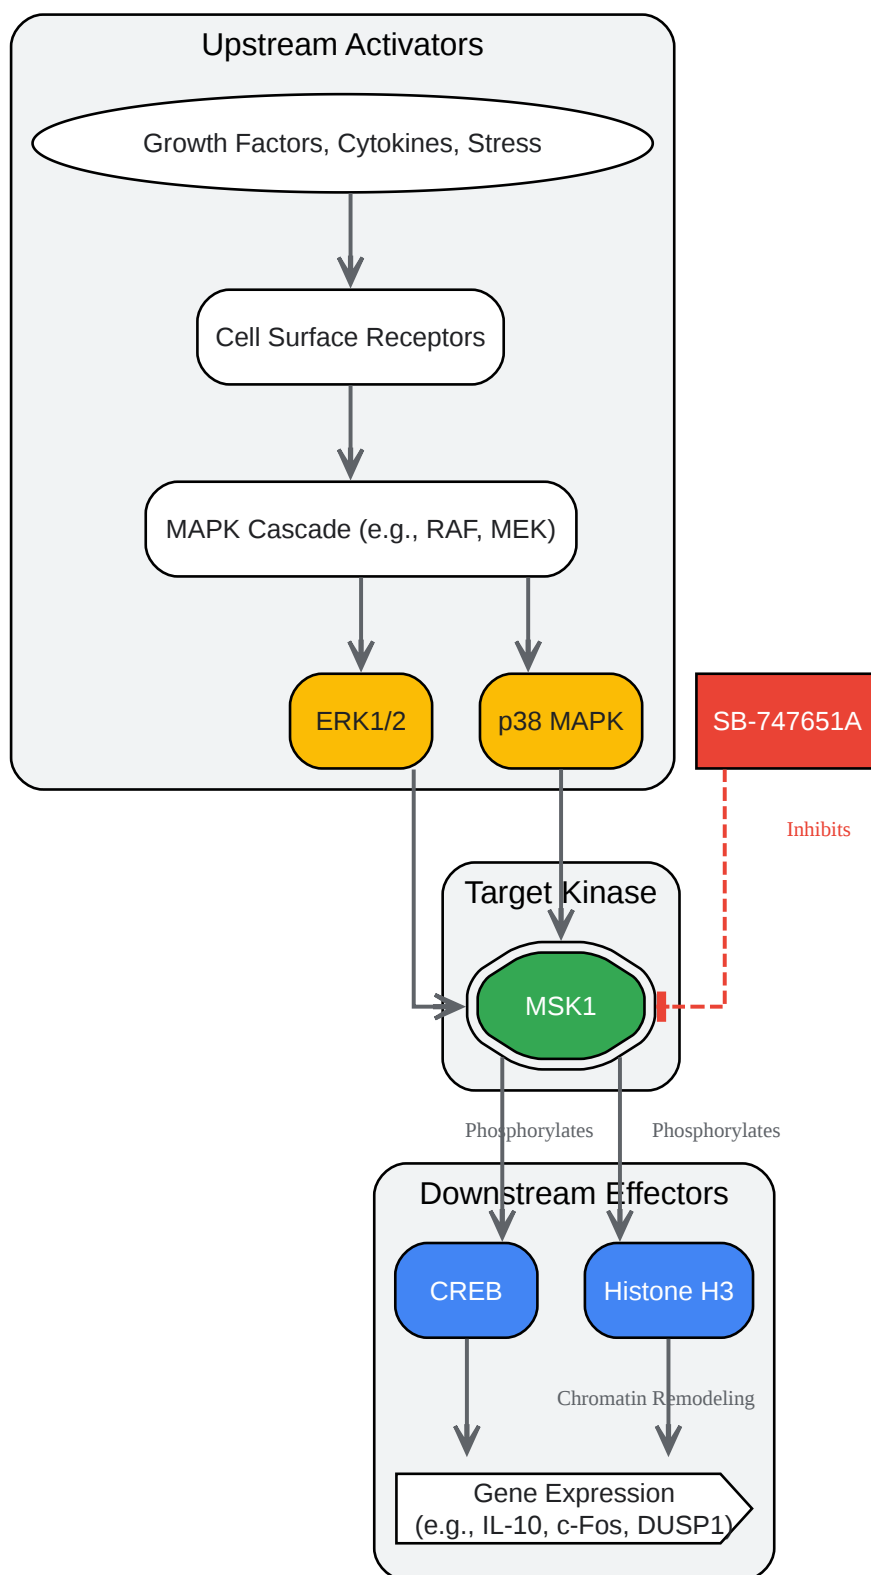 Upstream Activators
Growth Factors, Cytokines, Stress
Cell Surface Receptors
MAPK Cascade (e.g., RAF, MEK)
ERK1/2
p38 MAPK
SB-747651A
Inhibits
Target Kinase
MSK1
Phosphorylates
Phosphorylates
Downstream Effectors
CREB
Histone H3
Chromatin Remodeling
Gene Expression
(e.g., IL-10, c-Fos, DUSP1)